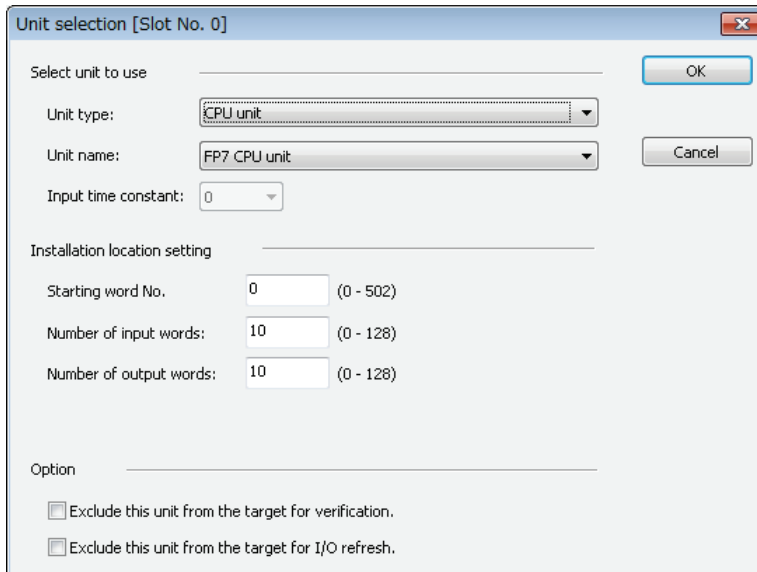 Unit selection [Slot No. 0]
Select unit to use
OK
Unit type: CPU unit
Unit name: FP7 CPU unit
Cancel
Input time constant: 0
Installation location setting
Starting word No. 0 (0 - 502)
Number of input words: 10 (0 - 128)
Number of output words: 10 (0 - 128)
Option
Exclude this unit from the target for verification.
Exclude this unit from the target for I/O refresh.